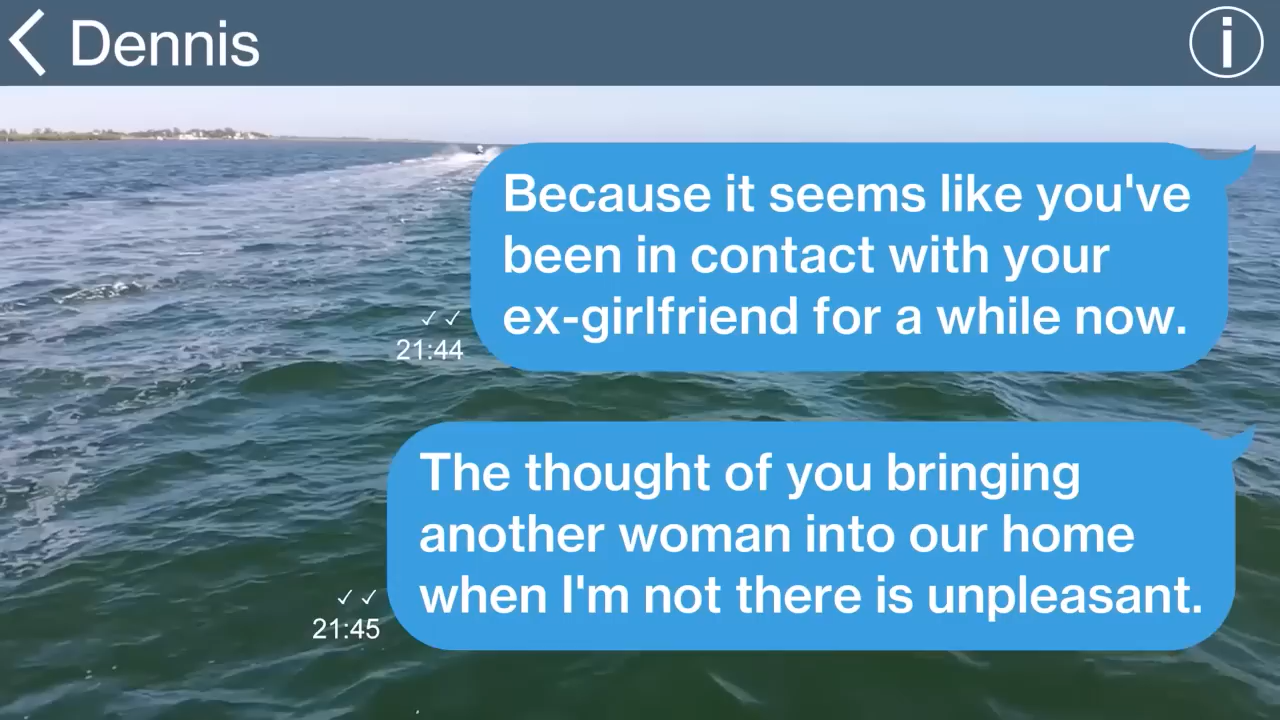 Dennis
i
Because it seems like you've
been in contact with your
ex-girlfriend for a while now.
✓✓
21:44
The thought of you bringing
another woman into our home
when I'm not there is unpleasant.
✓✓
21:45